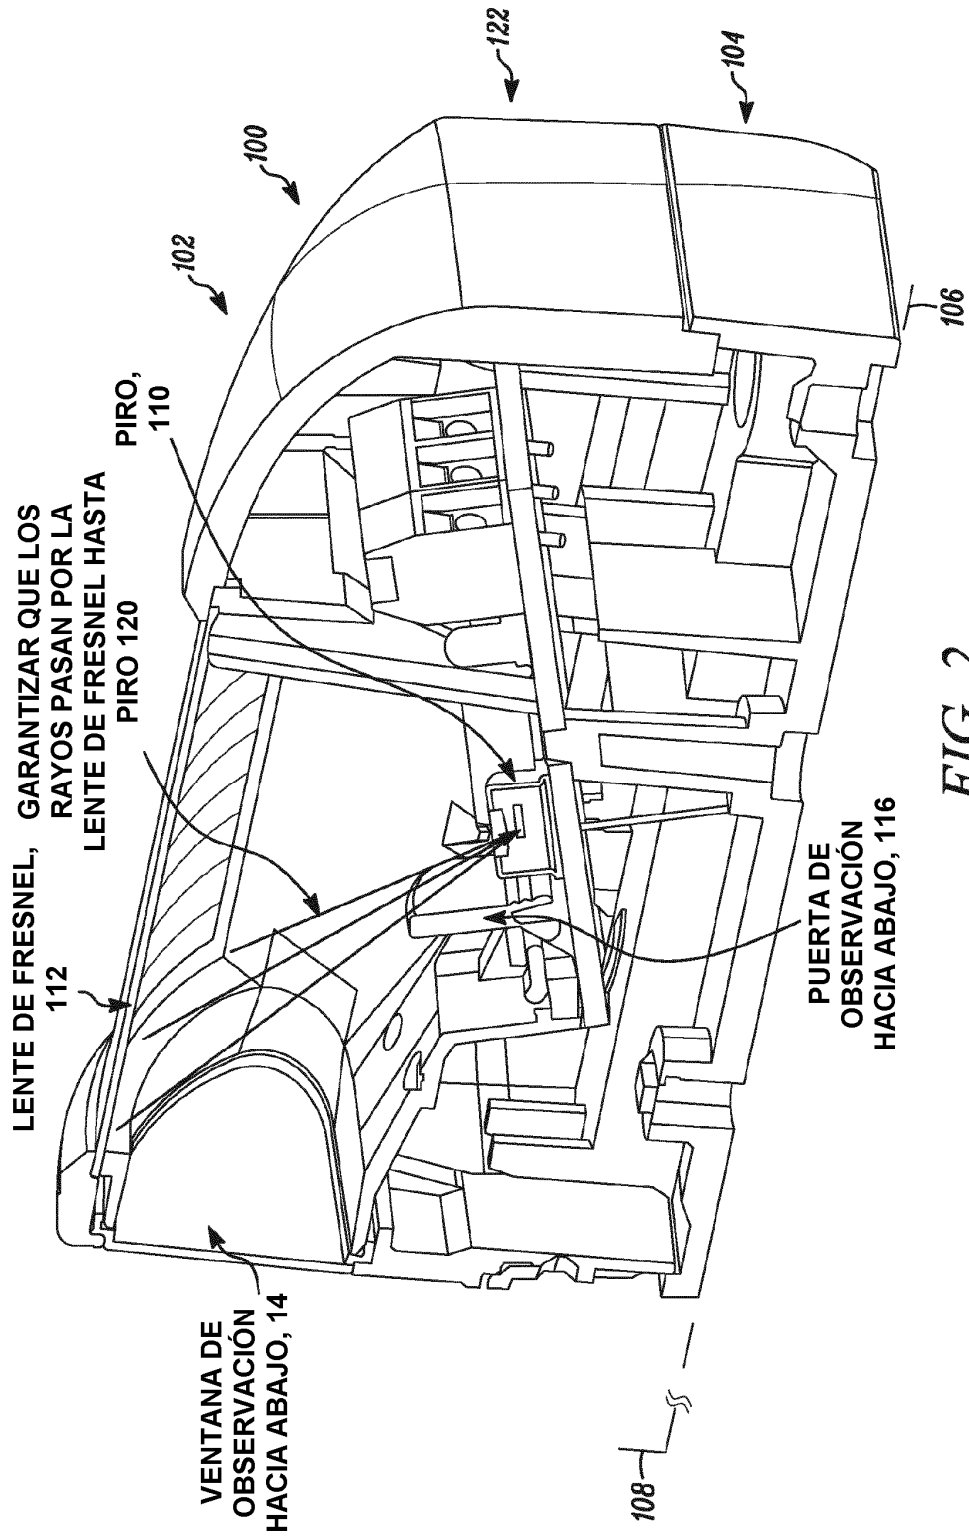 LENTE DE FRESNEL,
112
GARANTIZAR QUE LOS
RAYOS PASAN POR LA
LENTE DE FRESNEL HASTA
PIRO 120
PIRO,
110
102
100
122
104
VENTANA DE
OBSERVACIÓN
HACIA ABAJO, 14
PUERTA DE
OBSERVACIÓN
HACIA ABAJO, 116
106
108
FIG. 2